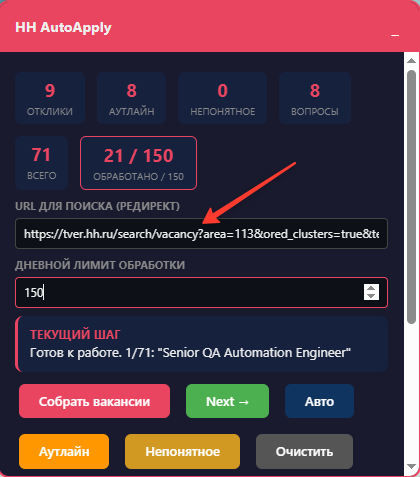 HH AutoApply
_
9 8 0 8
ОТКЛИКИ АУТЛАЙН НЕПОНЯТНОЕ ВОПРОСЫ
71 21 / 150
ВСЕГО ОБРАБОТАНО / 150
URL ДЛЯ ПОИСКА (РЕДИРЕКТ)
https://tver.hh.ru/search/vacancy?area=113&ored_clusters=true&te
ДНЕВНОЙ ЛИМИТ ОБРАБОТКИ
150
ТЕКУЩИЙ ШАГ
Готов к работе. 1/71: "Senior QA Automation Engineer"
Собрать вакансии Next → Авто
Аутлайн Непонятное Очистить